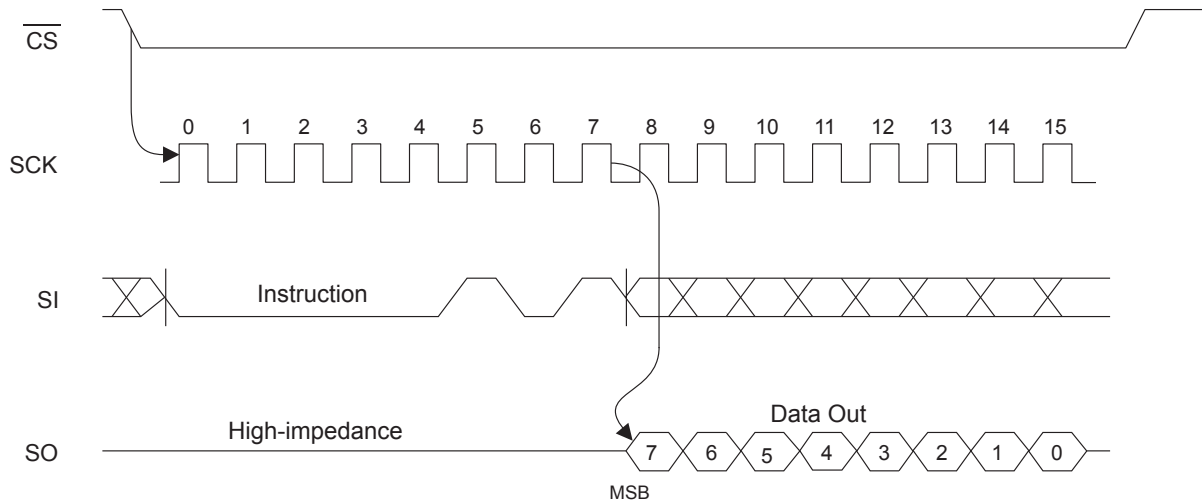 CS
0 1 2 3 4 5 6 7 8 9 10 11 12 13 14 15
SCK
SI
Instruction
Data Out
High-impedance
SO
7 6 5 4 3 2 1 0
MSB